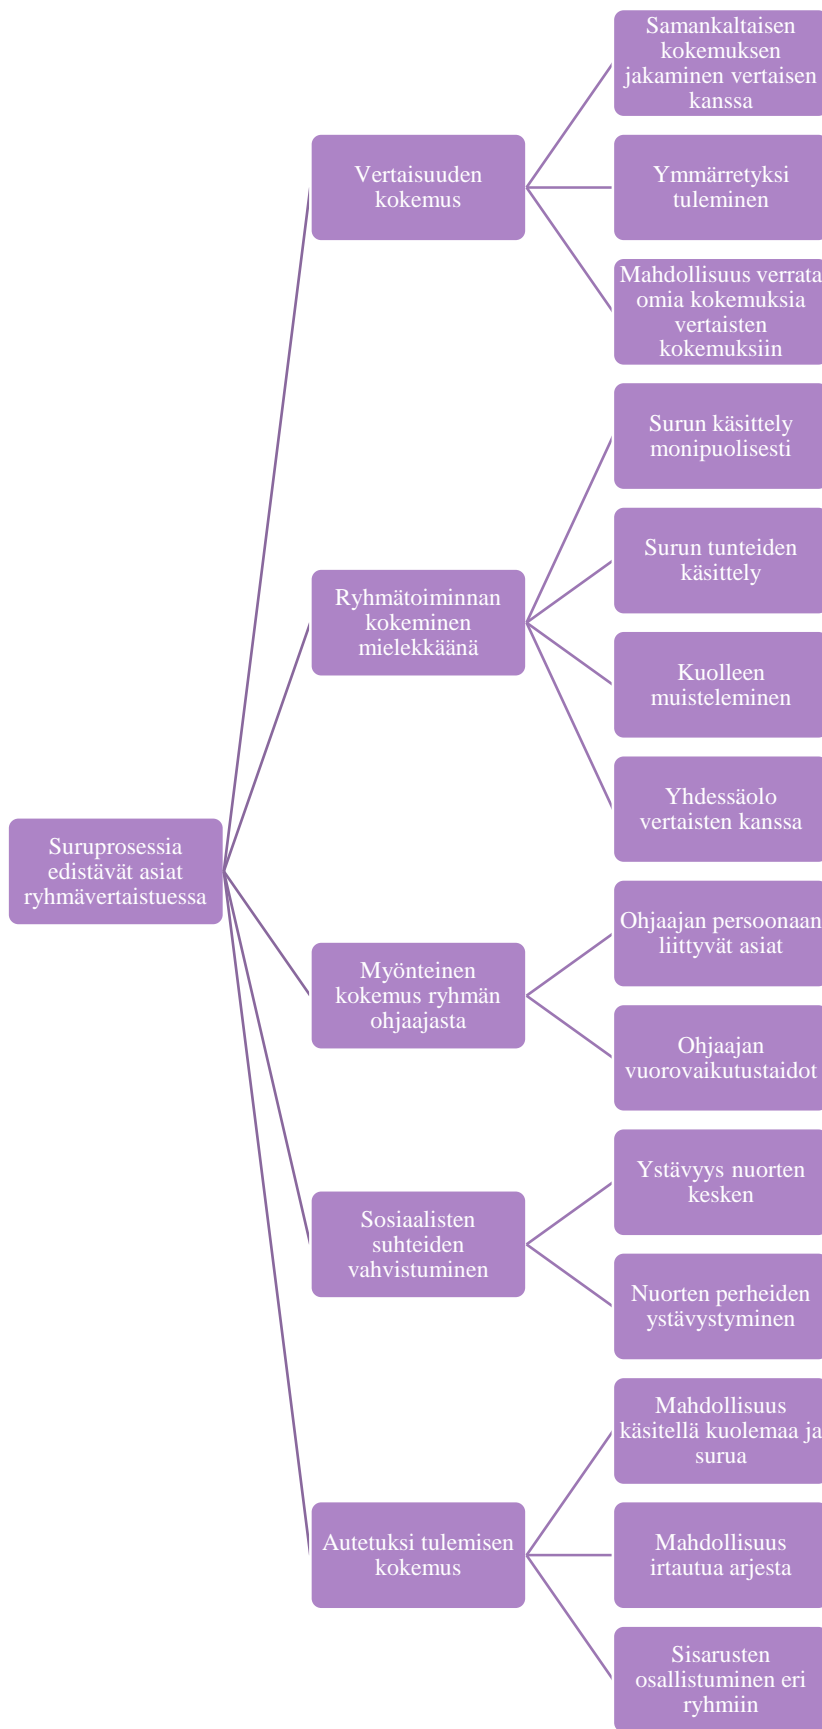 Samankaltaisen
kokemuksen
jakaminen vertaisen
kanssa
Vertaisuuden
kokemus
Ymmärretyksi
tuleminen
Mahdollisuus verrata
omia kokemuksia
vertaisten
kokemuksiin
Surun käsittely
monipuolisesti
Surun tunteiden
käsittely
Ryhmätoiminnan
kokeminen
mielekkäänä
Kuolleen
muisteleminen
Yhdessäolo
vertaisten kanssa
Suruprosessia
edistävät asiat
ryhmävertaistuessa
Ohjaajan persoonaan
liittyvät asiat
Myönteinen
kokemus ryhmän
ohjaajasta
Ohjaajan
vuorovaikutustaidot
Ystävyys nuorten
kesken
Sosiaalisten
suhteiden
vahvistuminen
Nuorten perheiden
ystävystyminen
Mahdollisuus
käsitellä kuolemaa ja
surua
Autetuksi tulemisen
kokemus
Mahdollisuus
irtautua arjesta
Sisarusten
osallistuminen eri
ryhmiin